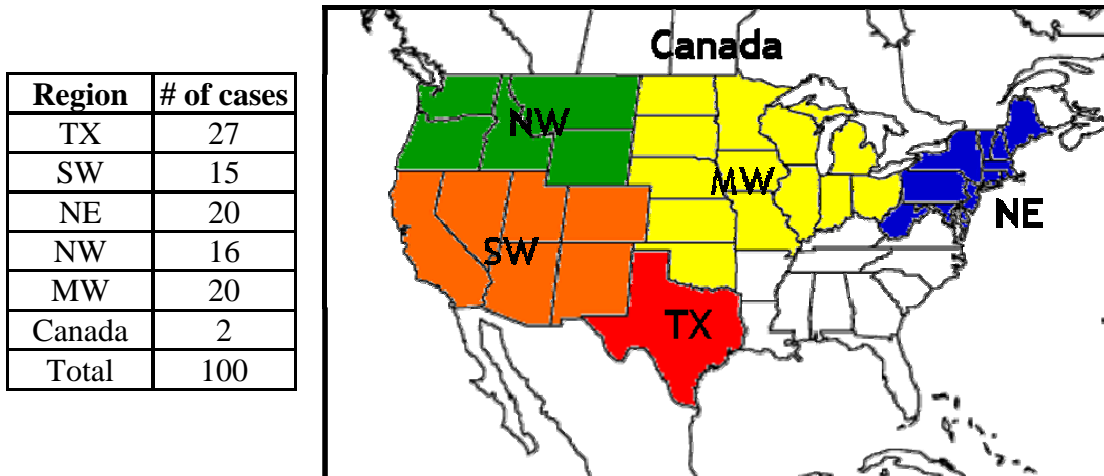 Region # of cases
TX 27
SW 15
NE 20
NW 16
MW 20
Canada 2
Total 100
Canada
NW
MW
NE
SW
TX